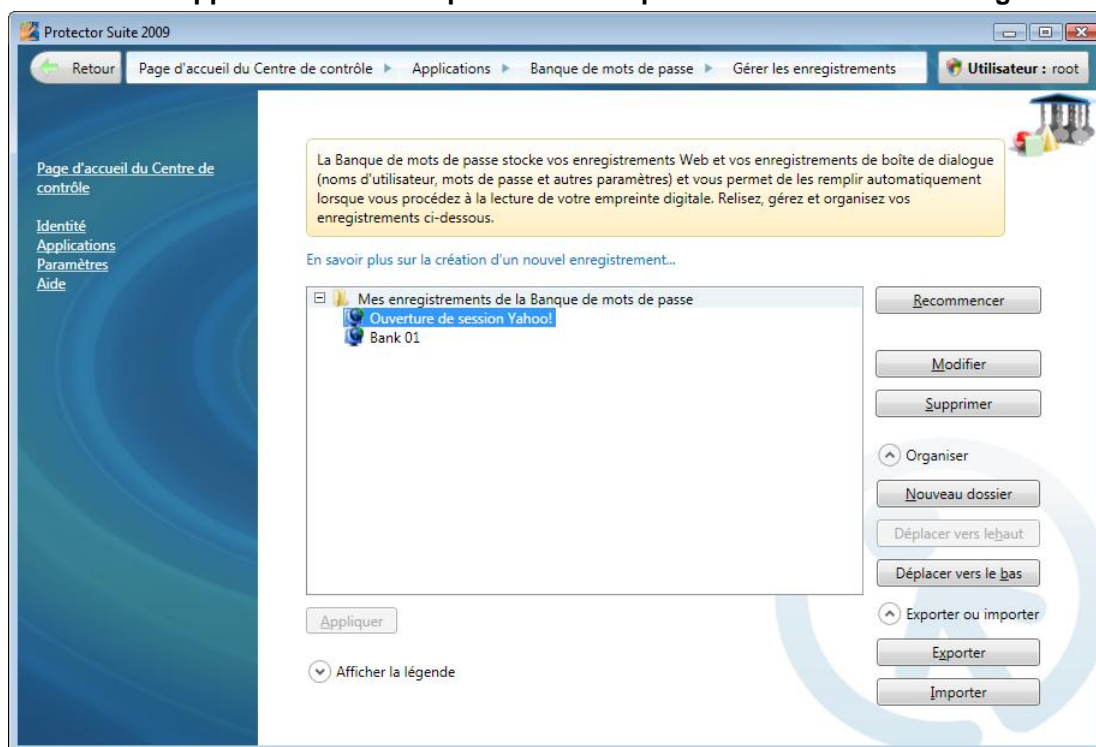 Protector Suite 2009
Retour Page d'accueil du Centre de contrôle Applications Banque de mots de passe Gérer les enregistrements Utilisateur : root
Page d'accueil du Centre de
contrôle
Identité
Applications
Paramètres
Aide
La Banque de mots de passe stocke vos enregistrements Web et vos enregistrements de boîte de dialogue
(noms d'utilisateur, mots de passe et autres paramètres) et vous permet de les remplir automatiquement
lorsque vous procédez à la lecture de votre empreinte digitale. Relisez, gérez et organisez vos
enregistrements ci-dessous.
En savoir plus sur la création d'un nouvel enregistrement...
Mes enregistrements de la Banque de mots de passe
Ouverture de session Yahoo!
Bank 01
Recommencer
Modifier
Supprimer
Organiser
Nouveau dossier
Déplacer vers lehaut
Déplacer vers le bas
Exporter ou importer
Exporter
Importer
Appliquer
Afficher la légende